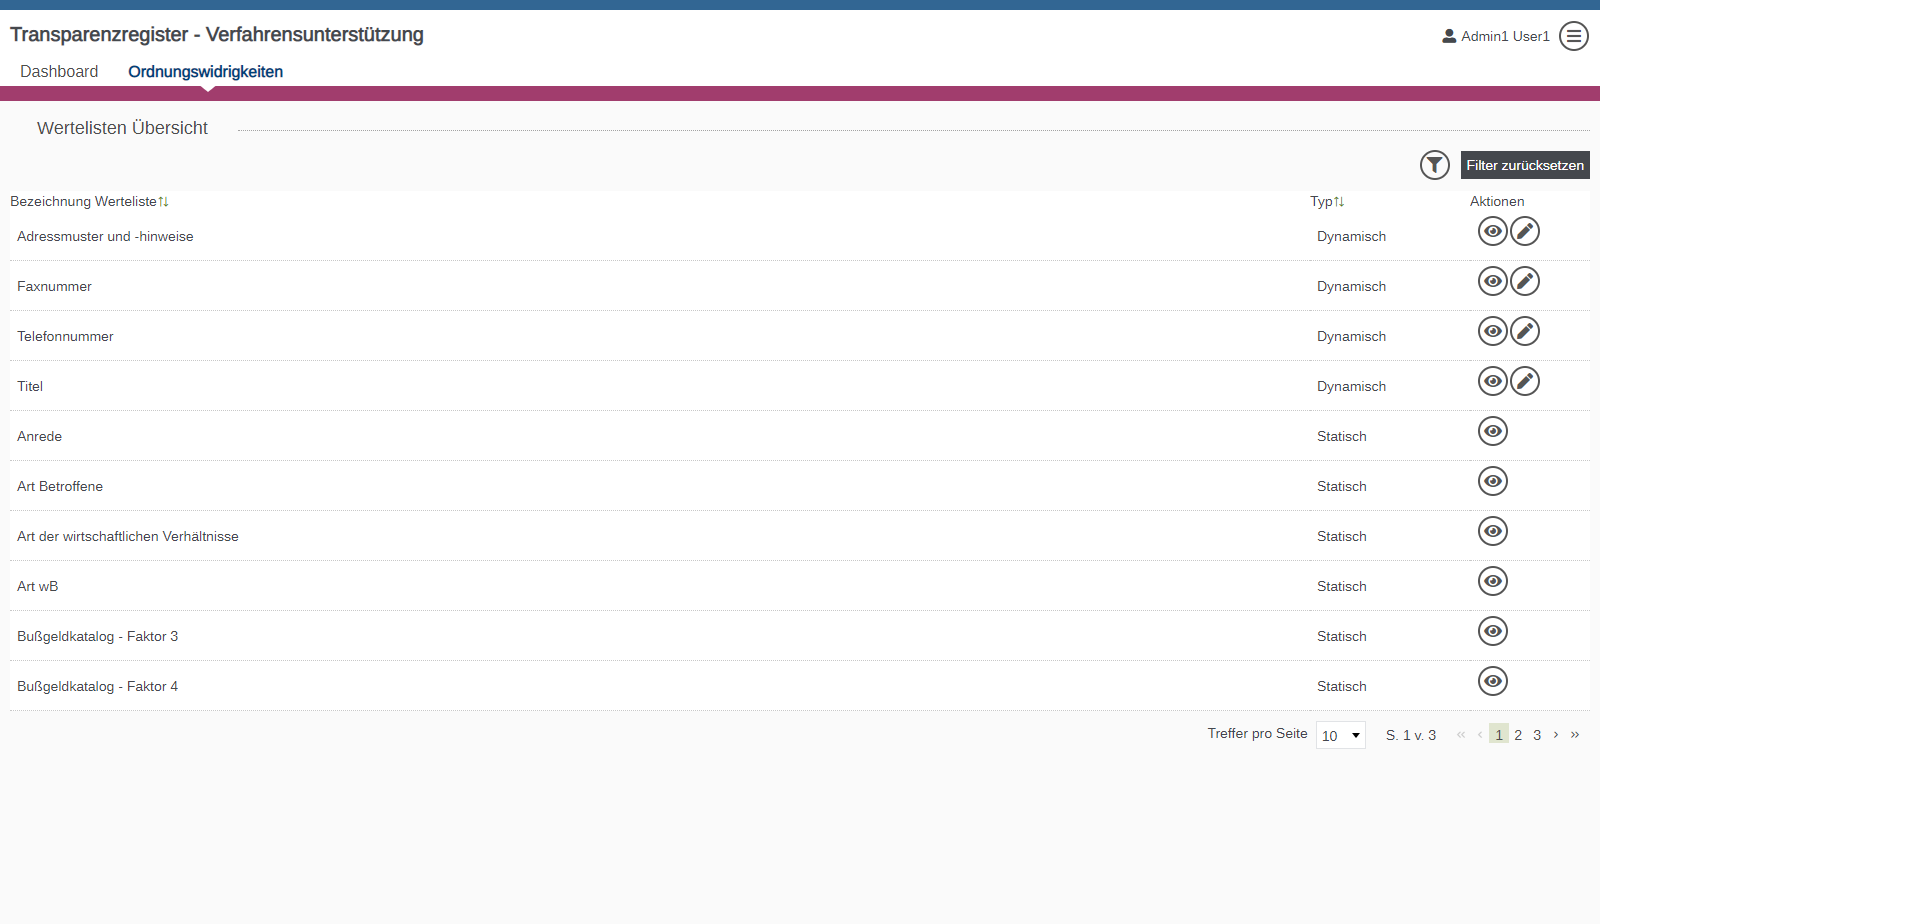 Transparenzregister - Verfahrensunterstützung
Admin1 User1
Dashboard Ordnungswidrigkeiten
Wertelisten Übersicht
Filter zurücksetzen
Bezeichnung Werteliste↑↓ Typ↑↓ Aktionen
Adressmuster und -hinweise Dynamisch
Faxnummer Dynamisch
Telefonnummer Dynamisch
Titel Dynamisch
Anrede Statisch
Art Betroffene Statisch
Art der wirtschaftlichen Verhältnisse Statisch
Art wB Statisch
Bußgeldkatalog - Faktor 3 Statisch
Bußgeldkatalog - Faktor 4 Statisch
Treffer pro Seite 10 S. 1 v. 3 « ‹ 1 2 3 › »